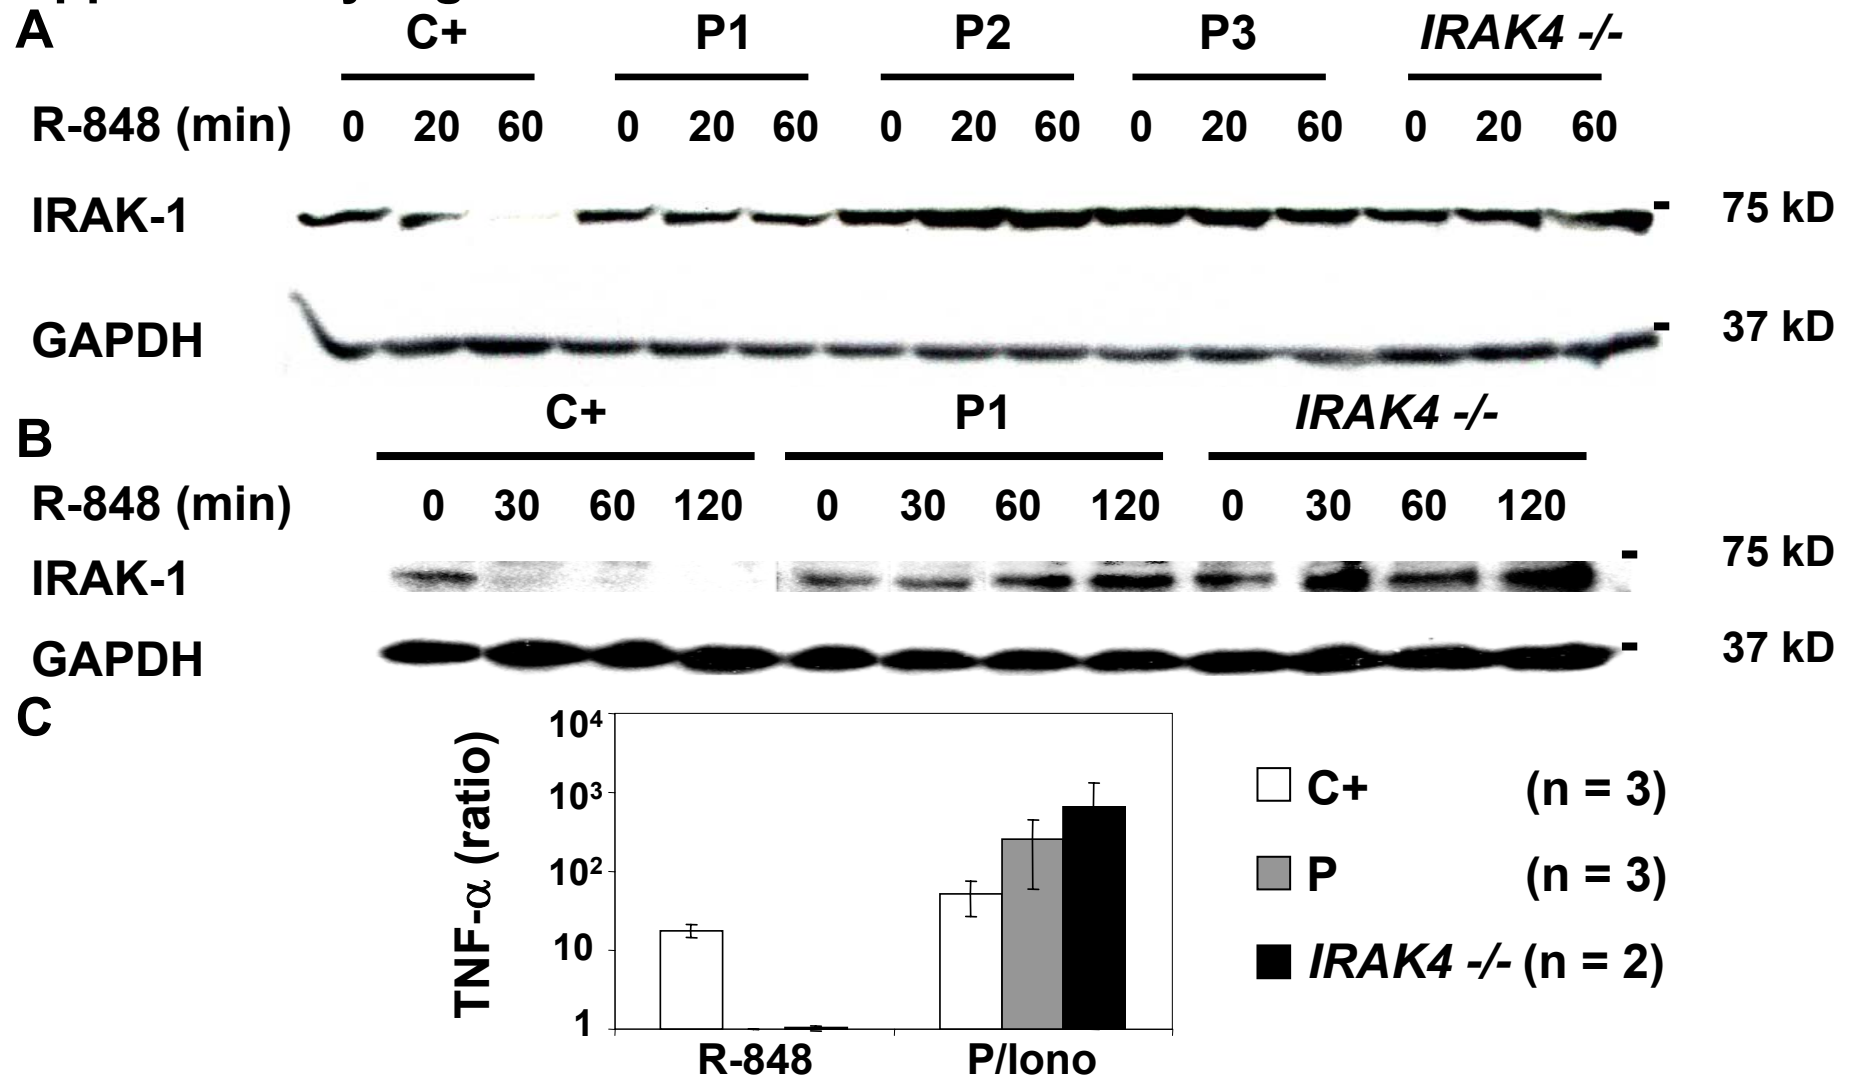 A
C+ P1 P2 P3 IRAK4 -/-
R-848 (min) 0 20 60 0 20 60 0 20 60 0 20 60 0 20 60
IRAK-1 75 kD
GAPDH 37 kD
B
C+ P1 IRAK4 -/-
R-848 (min) 0 30 60 120 0 30 60 120 0 30 60 120
IRAK-1 75 kD
GAPDH 37 kD
C
TNF-α (ratio)
10⁴
10³
10²
10
1
R-848 P/Iono
C+ (n = 3)
P (n = 3)
IRAK4 -/- (n = 2)